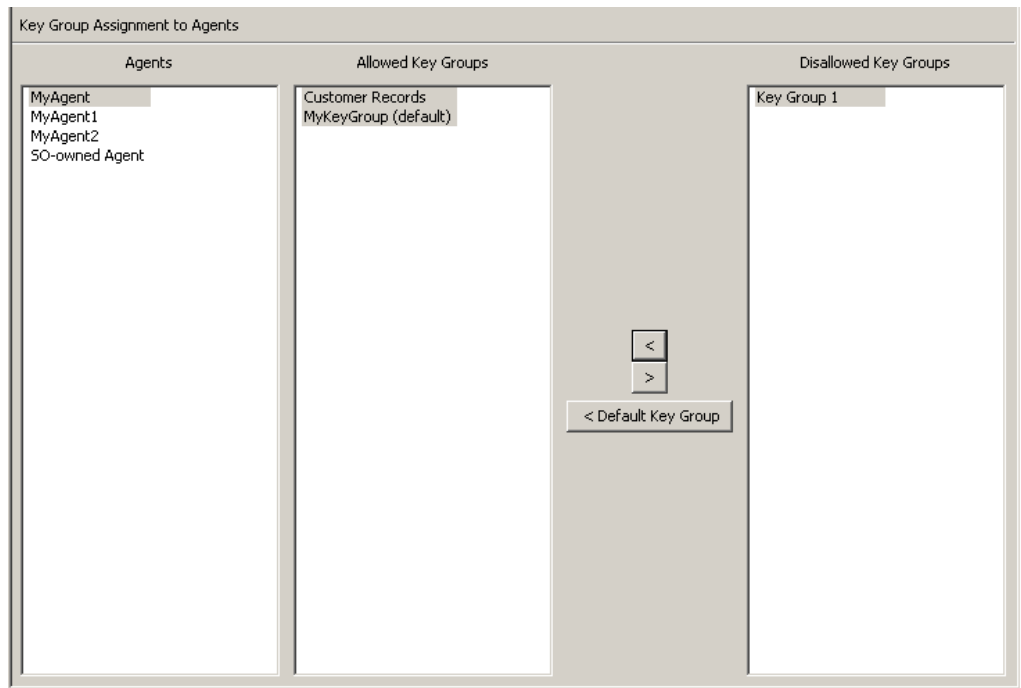 Key Group Assignment to Agents
Agents
Allowed Key Groups
Disallowed Key Groups
MyAgent
MyAgent1
MyAgent2
SO-owned Agent
Customer Records
MyKeyGroup (default)
Key Group 1
<
>
< Default Key Group